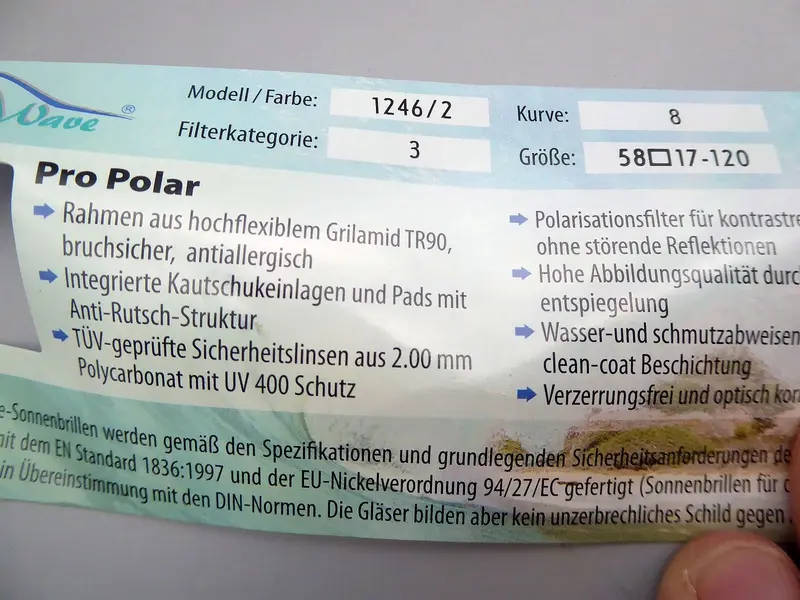 Wave®
Modell / Farbe: 1246/2
Filterkategorie: 3
Kurve: 8
Größe: 58□17-120
Pro Polar
Rahmen aus hochflexiblem Grilamid TR90,
bruchsicher, antiallergisch
Integrierte Kautschukeinlagen und Pads mit
Anti-Rutsch-Struktur
TÜV-geprüfte Sicherheitslinsen aus 2.00 mm
Polycarbonat mit UV 400 Schutz
Polarisationsfilter für kontrastre
ohne störende Reflektionen
Hohe Abbildungsqualität durc
entspiegelung
Wasser-und schmutzabweisen
clean-coat Beschichtung
Verzerrungsfrei und optisch kor
e-Sonnenbrillen werden gemäß den Spezifikationen und grundlegenden Sicherheitsanforderungen de
mit dem EN Standard 1836:1997 und der EU-Nickelverordnung 94/27/EC gefertigt (Sonnenbrillen für
in Übereinstimmung mit den DIN-Normen. Die Gläser bilden aber kein unzerbrechliches Schild gegen